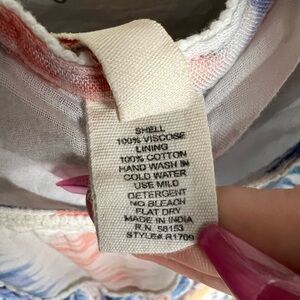 SHELL
100% VISCOSE
LINING
100% COTTON
HAND WASH IN
COLD WATER
USE MILD
DETERGENT
NO BLEACH
FLAT DRY
MADE IN INDIA
R.N. 58153
STYLE# R1709